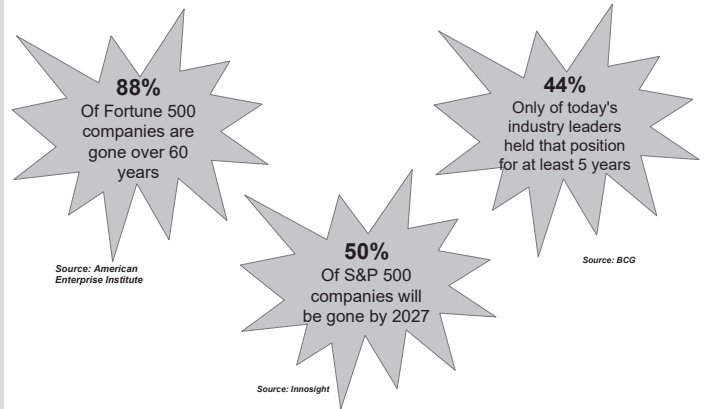 88%
Of Fortune 500
companies are
gone over 60
years
Source: American
Enterprise Institute
44%
Only of today's
industry leaders
held that position
for at least 5 years
Source: BCG
50%
Of S&P 500
companies will
be gone by 2027
Source: Innosight